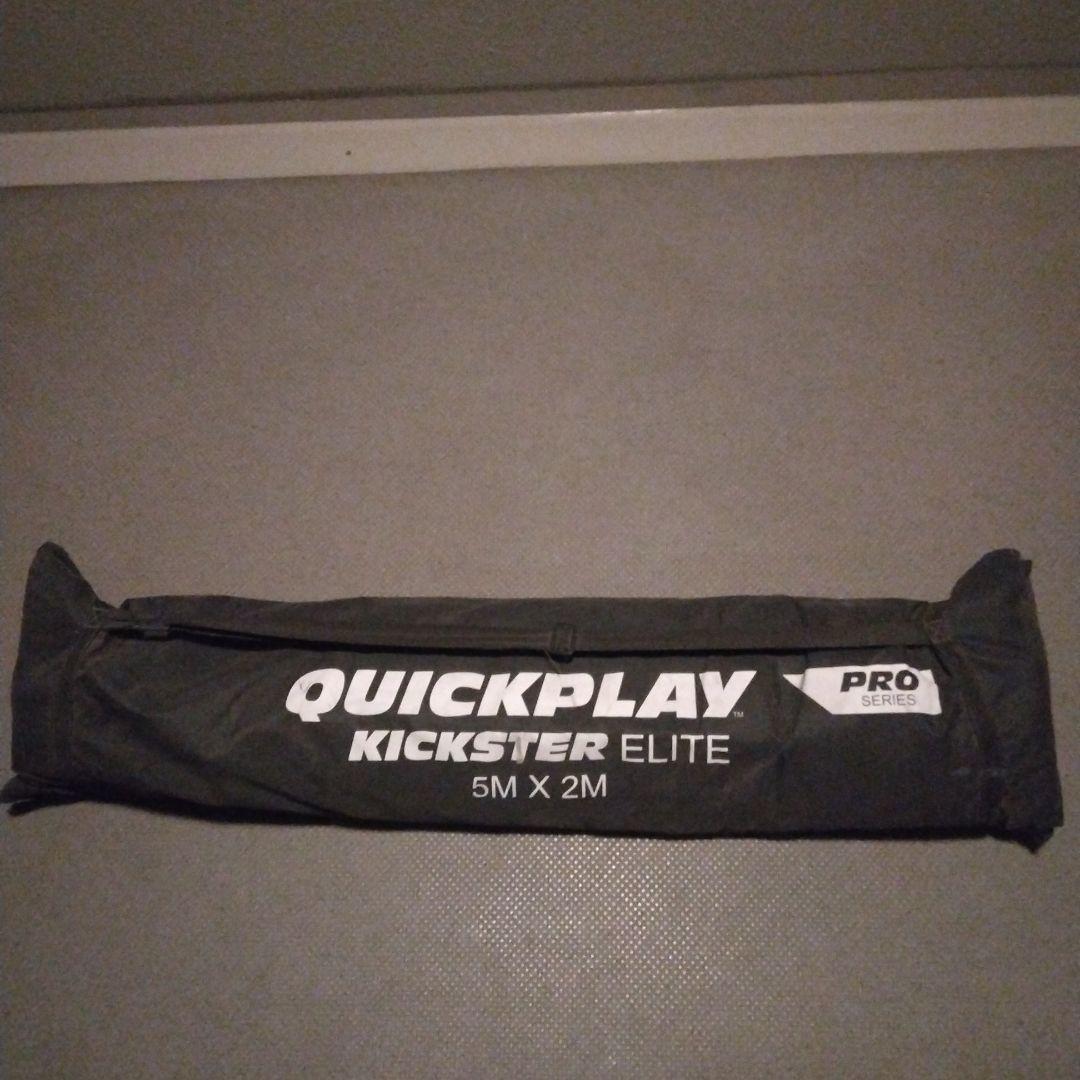 QUICKPLAY™
PRO
SERIES
KICKSTER ELITE
5M X 2M